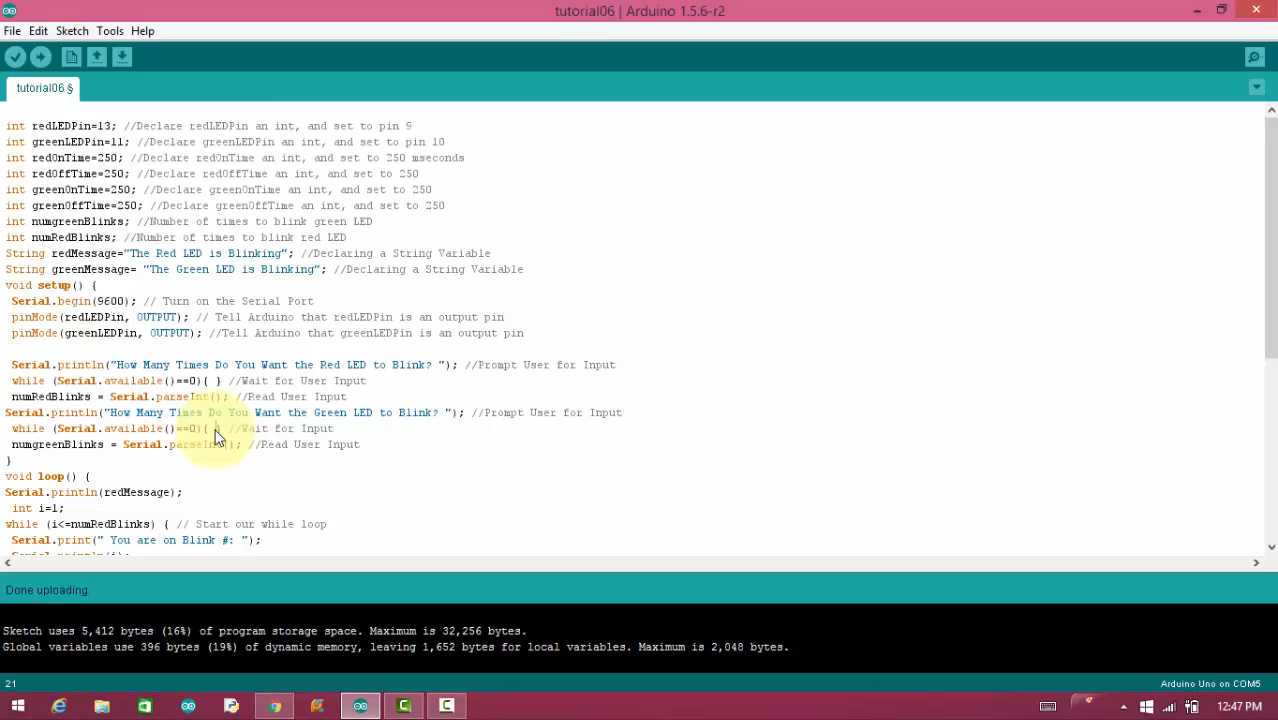 tutorial06 | Arduino 1.5.6-r2
File Edit Sketch Tools Help
tutorial06 §
int redLEDPin=13; //Declare redLEDPin an int, and set to pin 9
int greenLEDPin=11; //Declare greenLEDPin an int, and set to pin 10
int redOnTime=250; //Declare redOnTime an int, and set to 250 mseconds
int redOffTime=250; //Declare redOffTime an int, and set to 250
int greenOnTime=250; //Declare greenOnTime an int, and set to 250
int greenOffTime=250; //Declare greenOffTime an int, and set to 250
int numgreenBlinks; //Number of times to blink green LED
int numRedBlinks; //Number of times to blink red LED
String redMessage="The Red LED is Blinking"; //Declaring a String Variable
String greenMessage= "The Green LED is Blinking"; //Declaring a String Variable
void setup() {
Serial.begin(9600); // Turn on the Serial Port
pinMode(redLEDPin, OUTPUT); // Tell Arduino that redLEDPin is an output pin
pinMode(greenLEDPin, OUTPUT); //Tell Arduino that greenLEDPin is an output pin
Serial.println("How Many Times Do You Want the Red LED to Blink? "); //Prompt User for Input
while (Serial.available()==0){ } //Wait for User Input
numRedBlinks = Serial.parseInt(); //Read User Input
Serial.println("How Many Times Do You Want the Green LED to Blink? "); //Prompt User for Input
while (Serial.available()==0){ } //Wait for Input
numgreenBlinks = Serial.parseInt(); //Read User Input
}
void loop() {
Serial.println(redMessage);
int i=1;
while (i<=numRedBlinks) { // Start our while loop
Serial.print(" You are on Blink #: ");
Serial.println(i);
Done uploading.
Sketch uses 5,412 bytes (16%) of program storage space. Maximum is 32,256 bytes.
Global variables use 396 bytes (19%) of dynamic memory, leaving 1,652 bytes for local variables. Maximum is 2,048 bytes.
21 Arduino Uno on COM5
12:47 PM